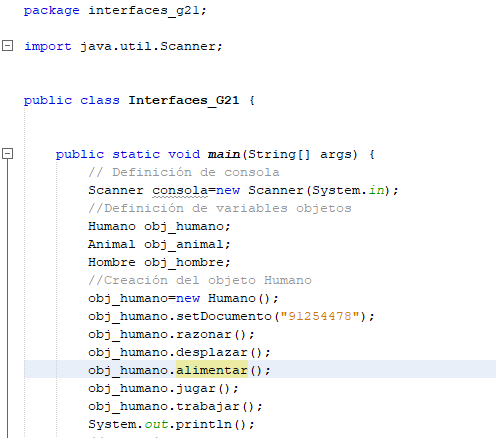 package interfaces_g21;
import java.util.Scanner;
public class Interfaces_G21 {
public static void main(String[] args) {
// Definición de consola
Scanner consola=new Scanner(System.in);
//Definición de variables objetos
Humano obj_humano;
Animal obj_animal;
Hombre obj_hombre;
//Creación del objeto Humano
obj_humano=new Humano();
obj_humano.setDocumento("91254478");
obj_humano.razonar();
obj_humano.desplazar();
obj_humano.alimentar();
obj_humano.jugar();
obj_humano.trabajar();
System.out.println();